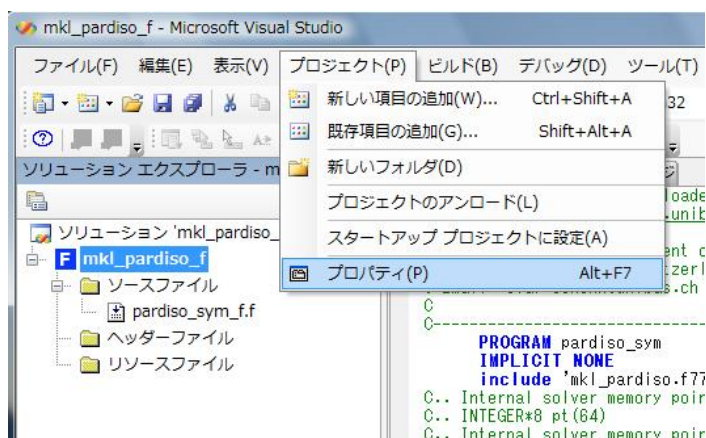 mkl_pardiso_f - Microsoft Visual Studio
ファイル(F) 編集(E) 表示(V) プロジェクト(P) ビルド(B) デバッグ(D) ツール(T)
新しい項目の追加(W)... Ctrl+Shift+A
32
既存項目の追加(G)... Shift+Alt+A
ソリューション エクスプローラ - m
新しいフォルダ(D)
プロジェクトのアンロード(L)
ソリューション 'mkl_pardiso_
スタートアップ プロジェクトに設定(A)
F mkl_pardiso_f
プロパティ(P) Alt+F7
ソースファイル
pardiso_sym_f.f
ヘッダーファイル
リソースファイル
.unib
.ch
C
C--------------------------------
PROGRAM pardiso_sym
IMPLICIT NONE
include 'mkl_pardiso.f77
C.. Internal solver memory poin
C.. INTEGER*8 pt(64)
C.. Internal solver memory poin